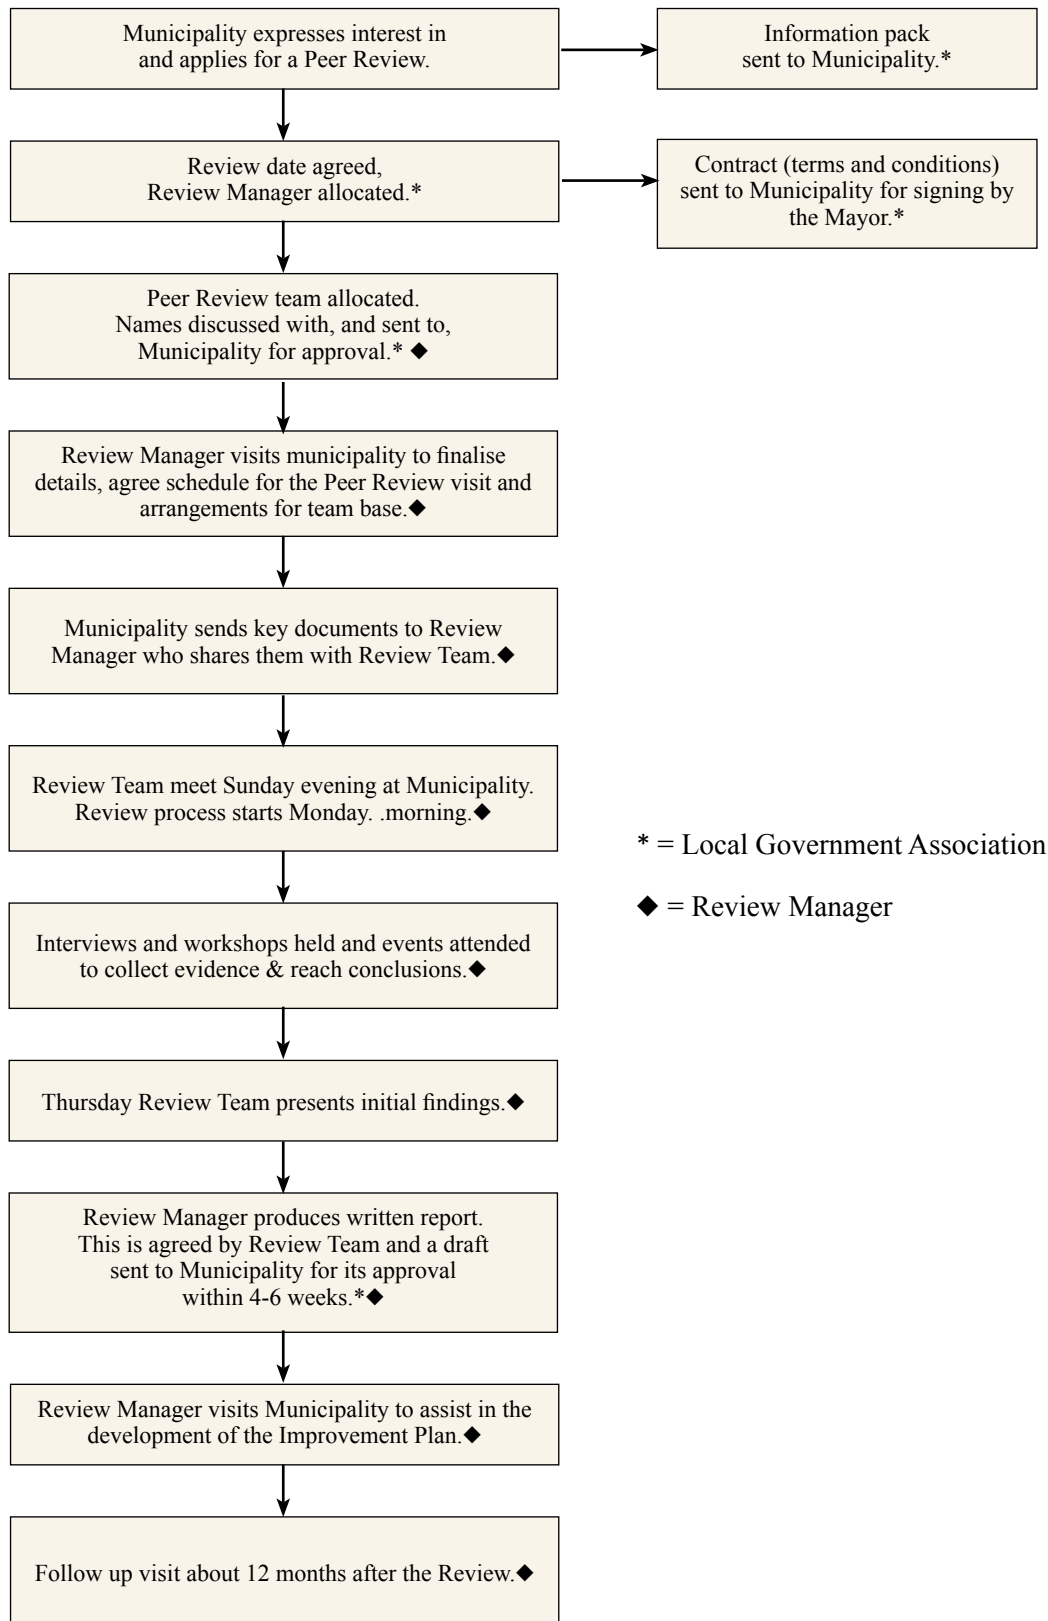 Municipality expresses interest in
and applies for a Peer Review.
Information pack
sent to Municipality.*
Review date agreed,
Review Manager allocated.*
Contract (terms and conditions)
sent to Municipality for signing by
the Mayor.*
Peer Review team allocated.
Names discussed with, and sent to,
Municipality for approval.* ◆
Review Manager visits municipality to finalise
details, agree schedule for the Peer Review visit and
arrangements for team base.◆
Municipality sends key documents to Review
Manager who shares them with Review Team.◆
Review Team meet Sunday evening at Municipality.
Review process starts Monday. .morning.◆
* = Local Government Association
◆ = Review Manager
Interviews and workshops held and events attended
to collect evidence & reach conclusions.◆
Thursday Review Team presents initial findings.◆
Review Manager produces written report.
This is agreed by Review Team and a draft
sent to Municipality for its approval
within 4-6 weeks.*◆
Review Manager visits Municipality to assist in the
development of the Improvement Plan.◆
Follow up visit about 12 months after the Review.◆